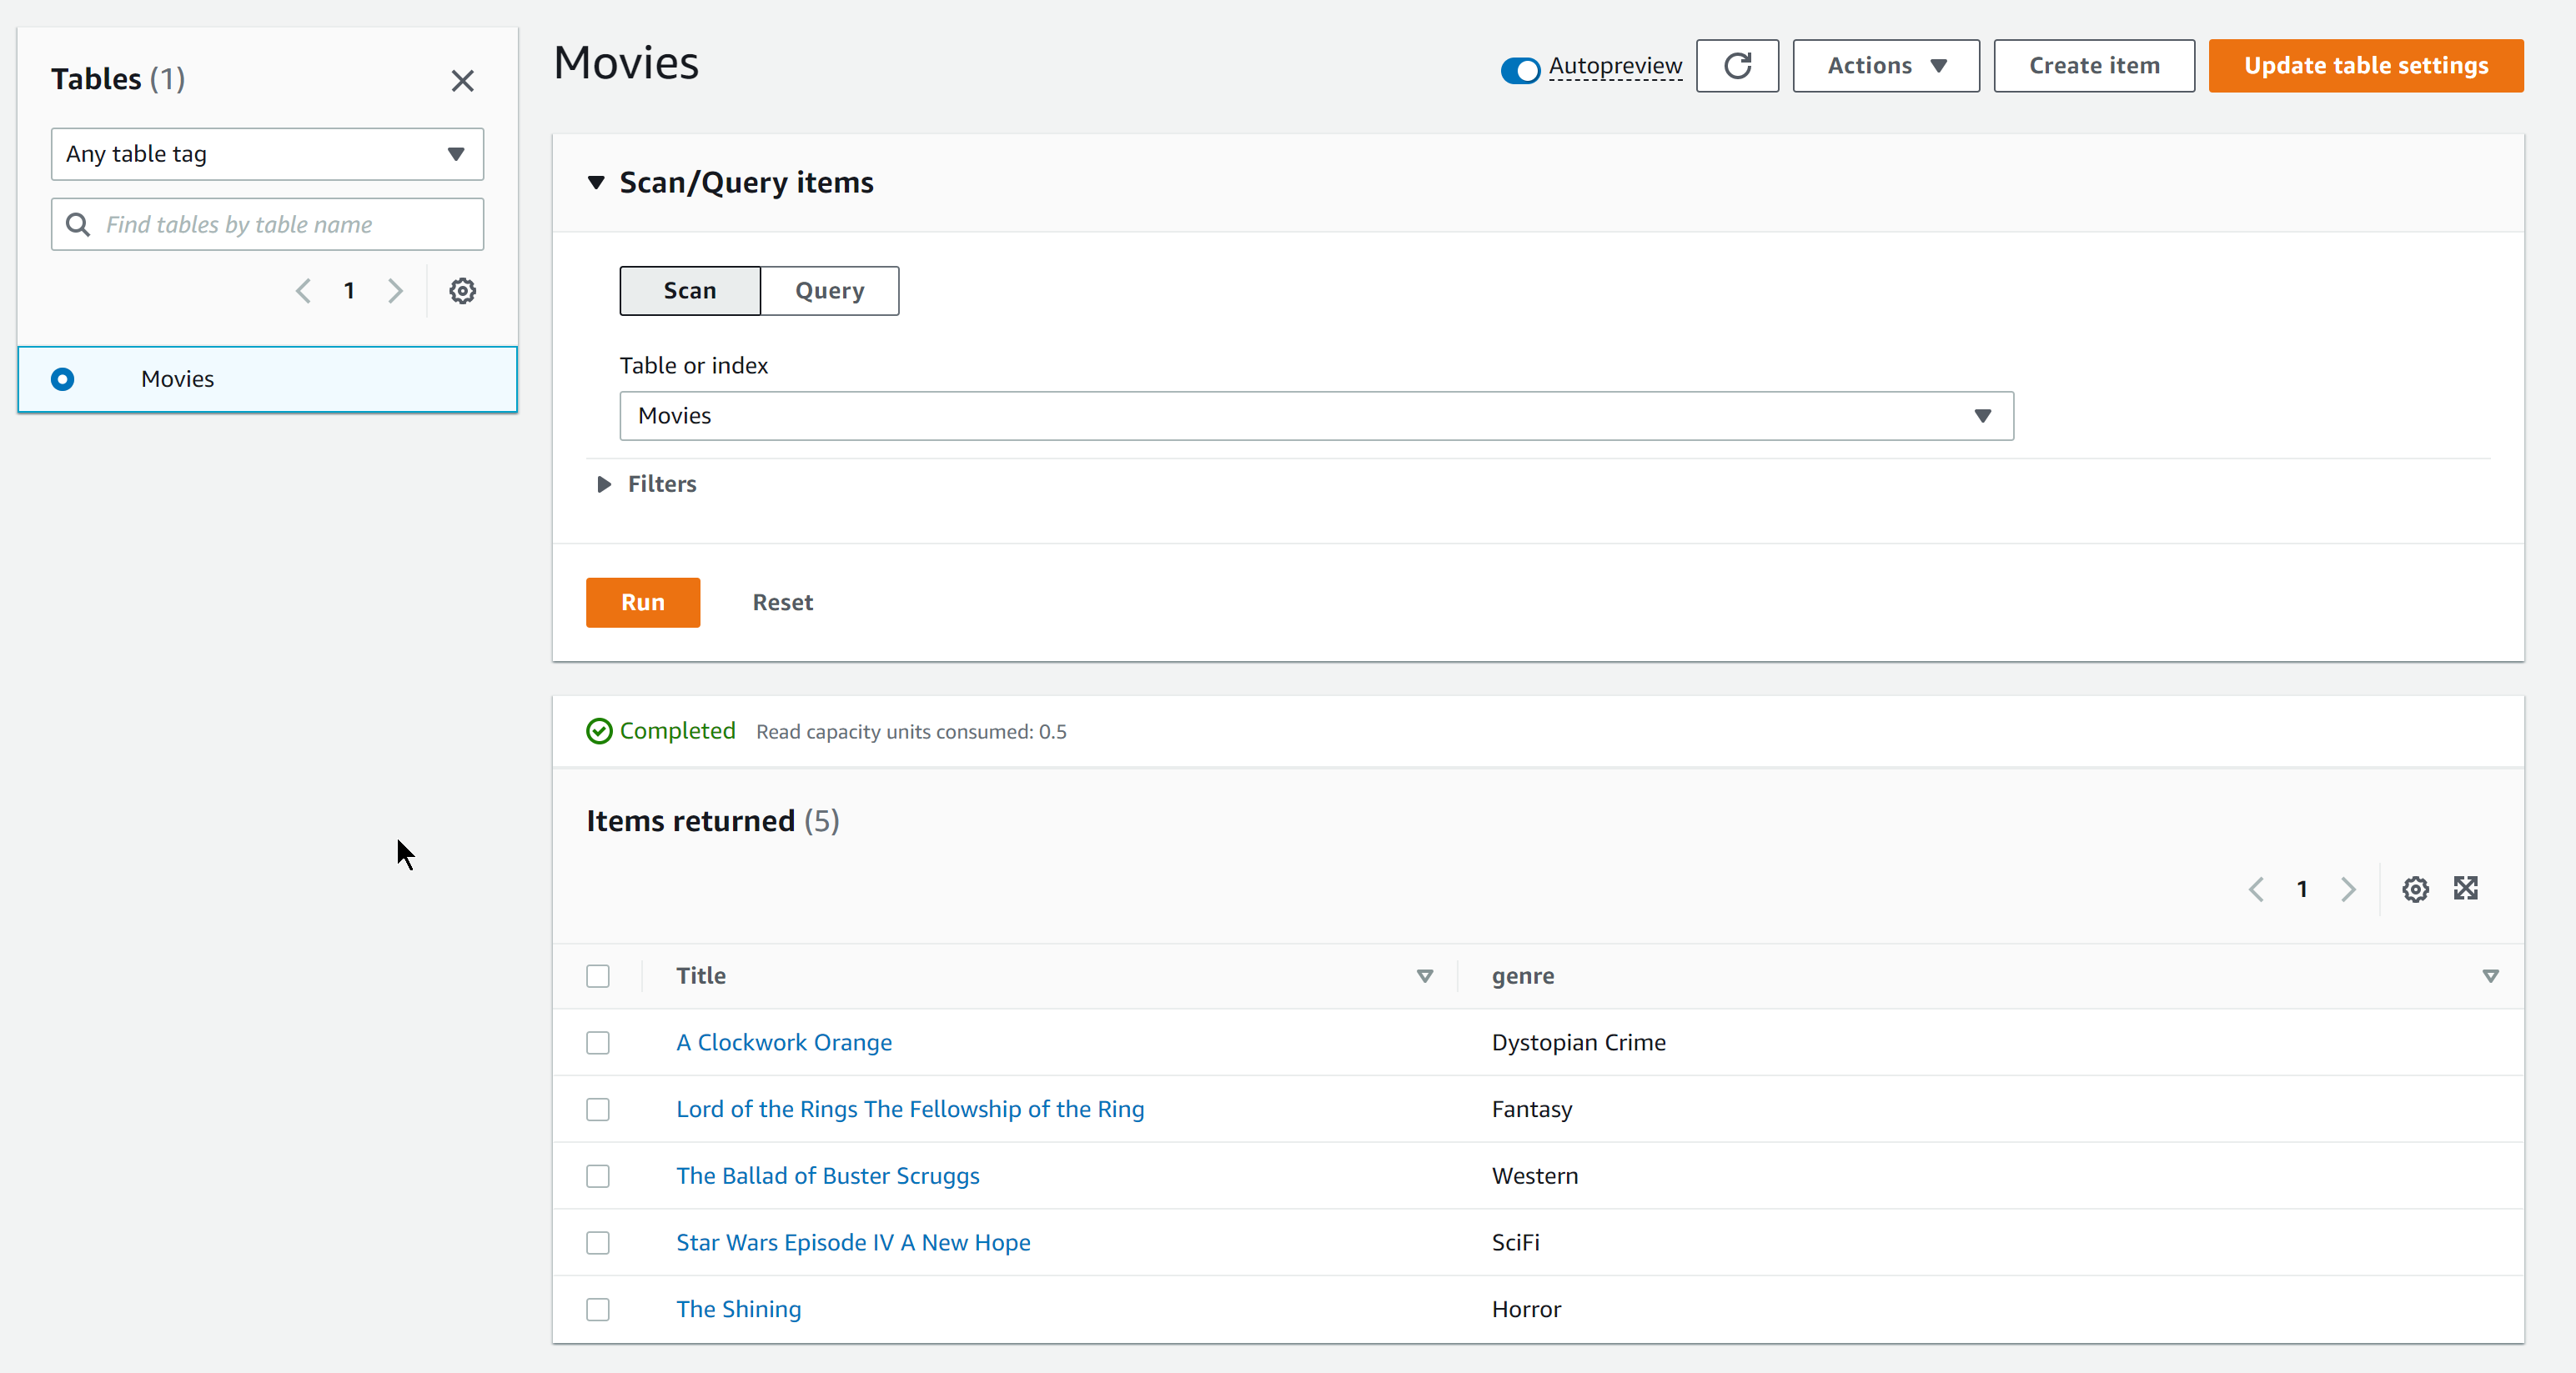 Tables (1)
Any table tag
Find tables by table name
1
Movies
Movies
Autopreview
Actions
Create item
Update table settings
Scan/Query items
Scan
Query
Table or index
Movies
Filters
Run
Reset
Completed
Read capacity units consumed: 0.5
Items returned (5)
1
Title
genre
A Clockwork Orange
Dystopian Crime
Lord of the Rings The Fellowship of the Ring
Fantasy
The Ballad of Buster Scruggs
Western
Star Wars Episode IV A New Hope
SciFi
The Shining
Horror